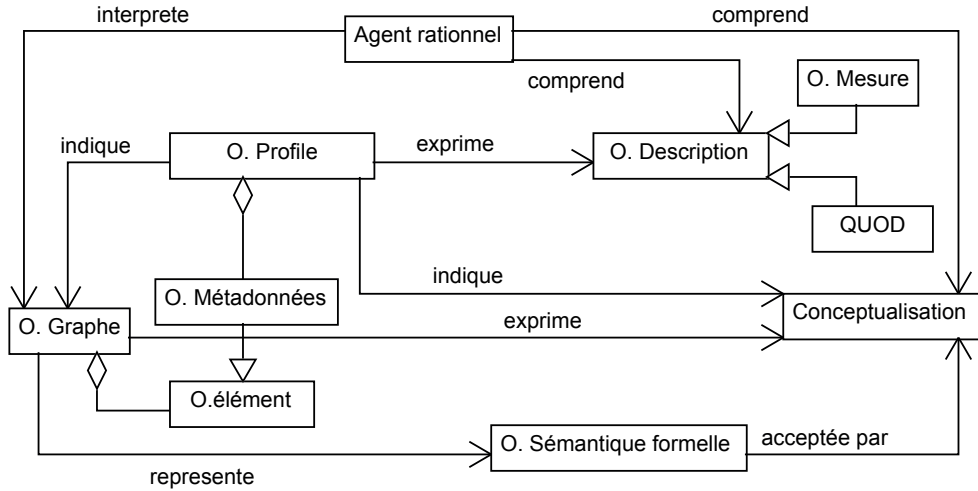 interprete
comprend
Agent rationnel
comprend
O. Mesure
indique
O. Profile
exprime
O. Description
QUOD
indique
O. Métadonnées
O. Graphe
exprime
Conceptualisation
O.élément
O. Sémantique formelle
acceptée par
represente